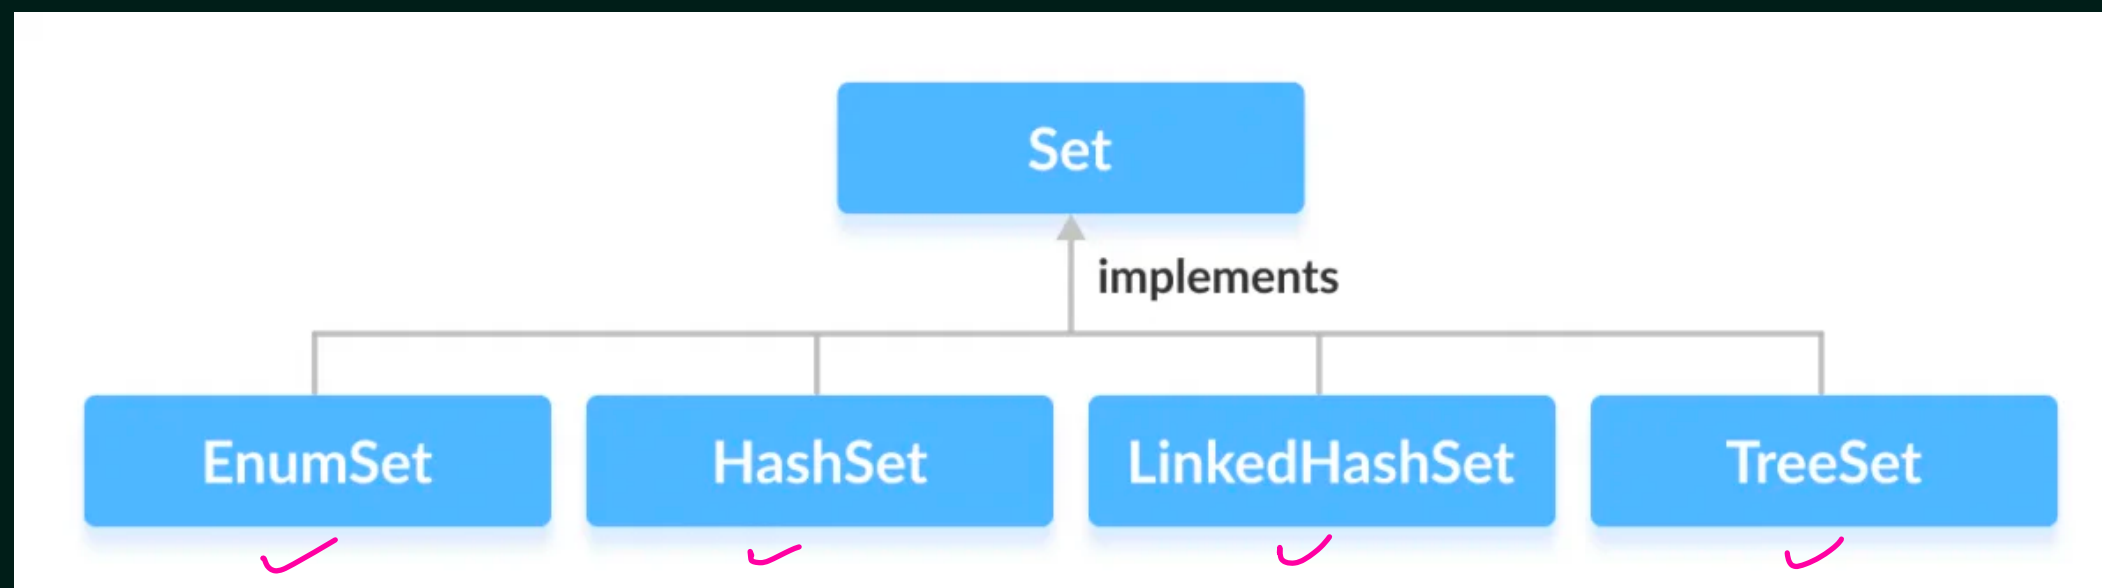 Set
implements
EnumSet
HashSet
LinkedHashSet
TreeSet